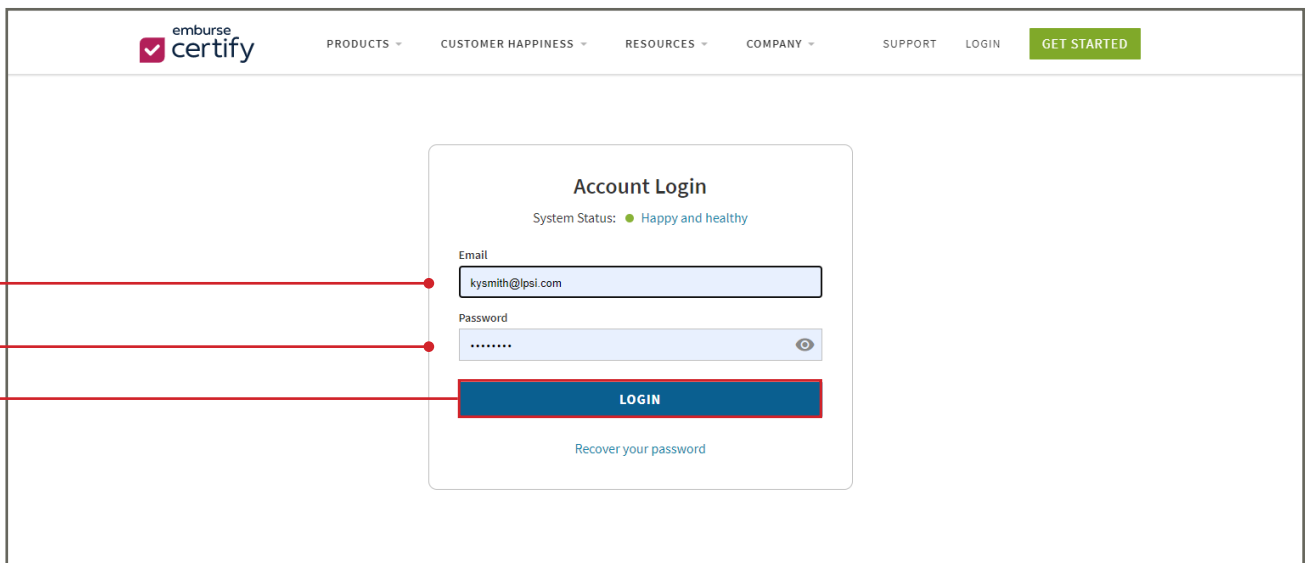 emburse
certify
PRODUCTS
CUSTOMER HAPPINESS
RESOURCES
COMPANY
SUPPORT
LOGIN
GET STARTED
Account Login
System Status: Happy and healthy
Email
kysmith@lpsi.com
Password
........
LOGIN
Recover your password